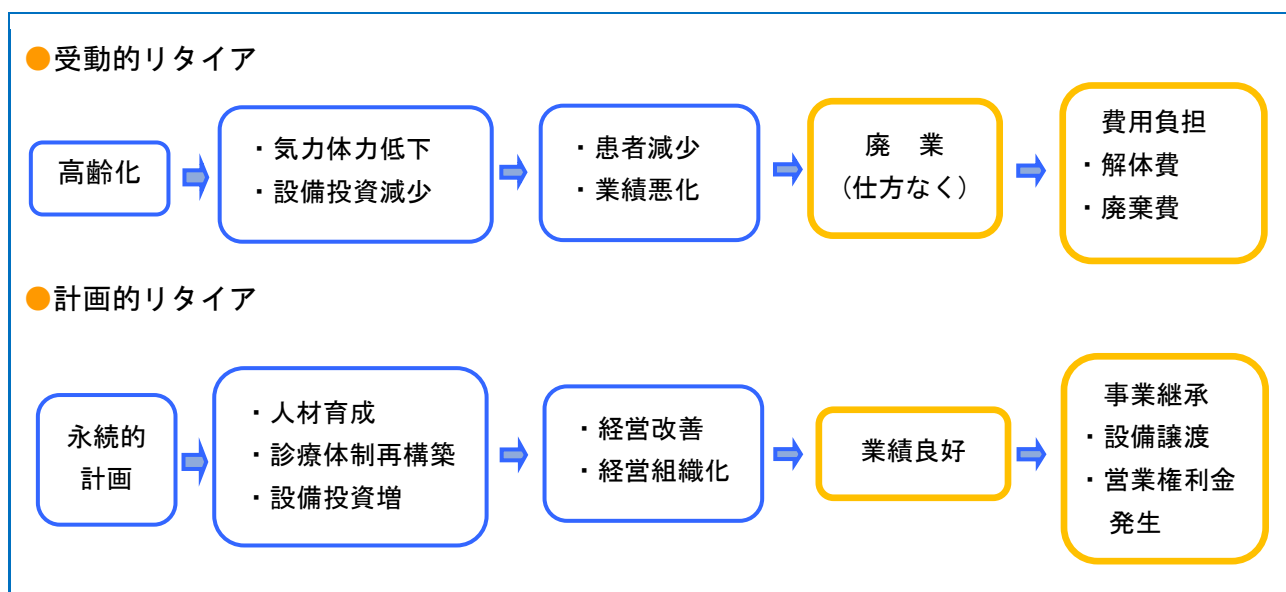 ●受動的リタイア
高齢化
・気力体力低下
・設備投資減少
・患者減少
・業績悪化
廃　業
（仕方なく）
費用負担
・解体費
・廃棄費
●計画的リタイア
永続的
計画
・人材育成
・診療体制再構築
・設備投資増
・経営改善
・経営組織化
業績良好
事業継承
・設備譲渡
・営業権利金
発生